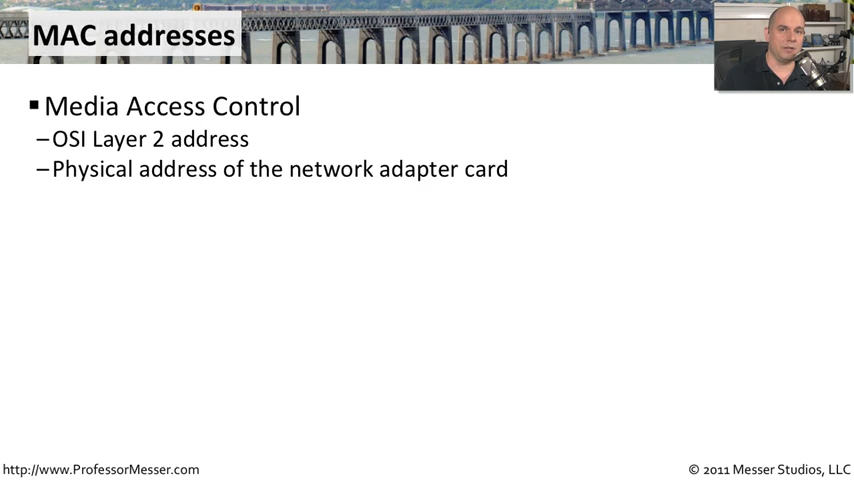 MAC addresses
▪ Media Access Control
–OSI Layer 2 address
–Physical address of the network adapter card
http://www.ProfessorMesser.com
© 2011 Messer Studios, LLC